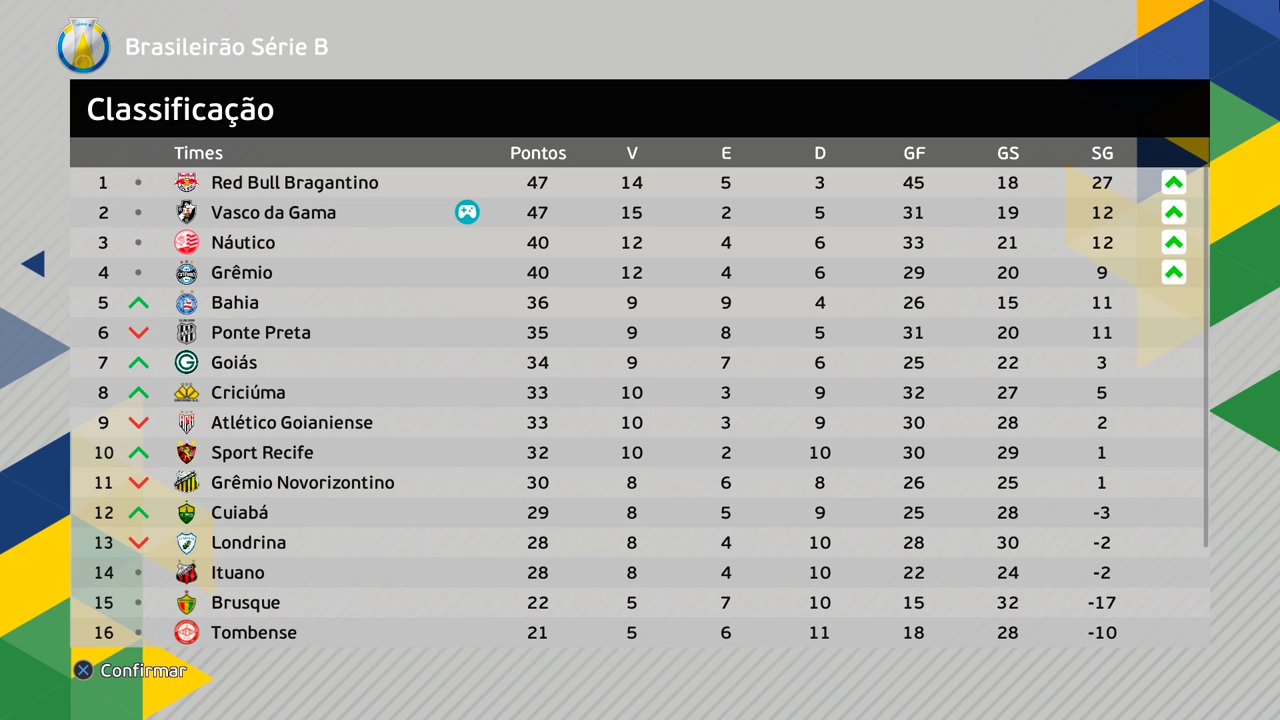 Brasileirão Série B
Classificação
Times Pontos V E D GF GS SG
1 Red Bull Bragantino 47 14 5 3 45 18 27
2 Vasco da Gama 47 15 2 5 31 19 12
3 Náutico 40 12 4 6 33 21 12
4 Grêmio 40 12 4 6 29 20 9
5 Bahia 36 9 9 4 26 15 11
6 Ponte Preta 35 9 8 5 31 20 11
7 Goiás 34 9 7 6 25 22 3
8 Criciúma 33 10 3 9 32 27 5
9 Atlético Goianiense 33 10 3 9 30 28 2
10 Sport Recife 32 10 2 10 30 29 1
11 Grêmio Novorizontino 30 8 6 8 26 25 1
12 Cuiabá 29 8 5 9 25 28 -3
13 Londrina 28 8 4 10 28 30 -2
14 Ituano 28 8 4 10 22 24 -2
15 Brusque 22 5 7 10 15 32 -17
16 Tombense 21 5 6 11 18 28 -10
Confirmar